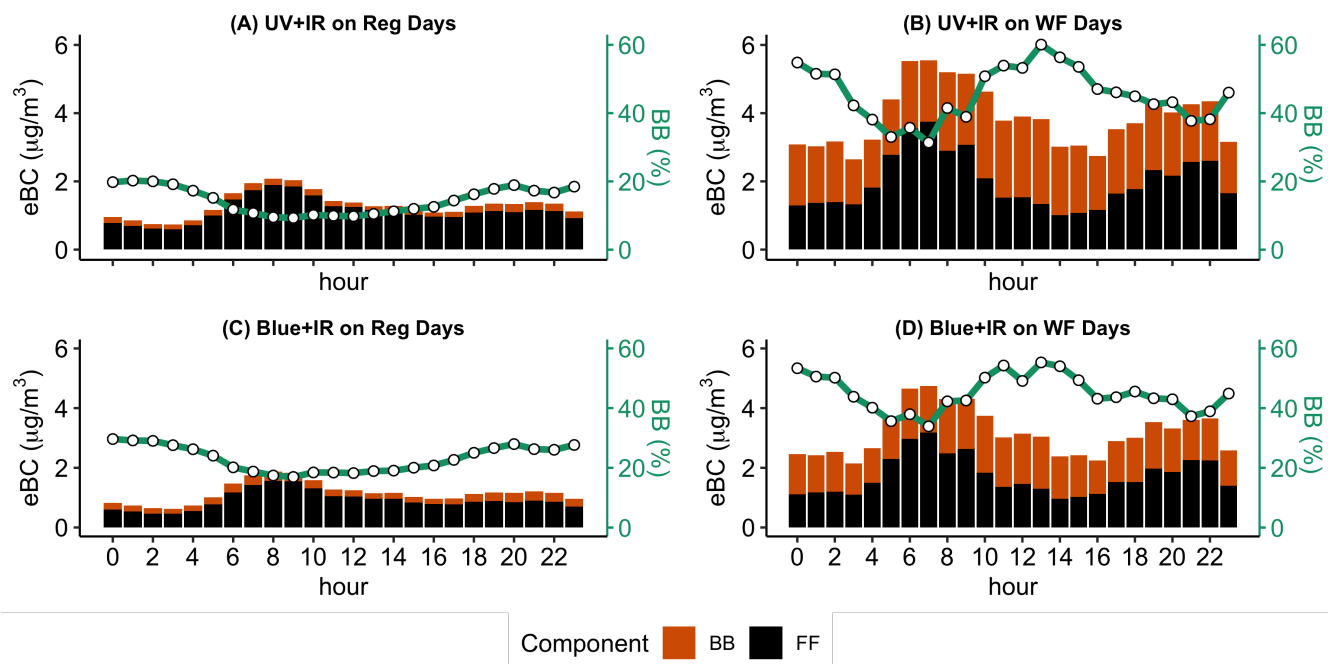 (A) UV+IR on Reg Days
6
4
2
0
eBC (μg/m³)
60
40
20
0
BB (%)
hour
(B) UV+IR on WF Days
6
4
2
0
eBC (μg/m³)
60
40
20
0
BB (%)
hour
(C) Blue+IR on Reg Days
6
4
2
0
eBC (μg/m³)
60
40
20
0
BB (%)
0 2 4 6 8 10 12 14 16 18 20 22
hour
(D) Blue+IR on WF Days
6
4
2
0
eBC (μg/m³)
60
40
20
0
BB (%)
0 2 4 6 8 10 12 14 16 18 20 22
hour
Component BB FF